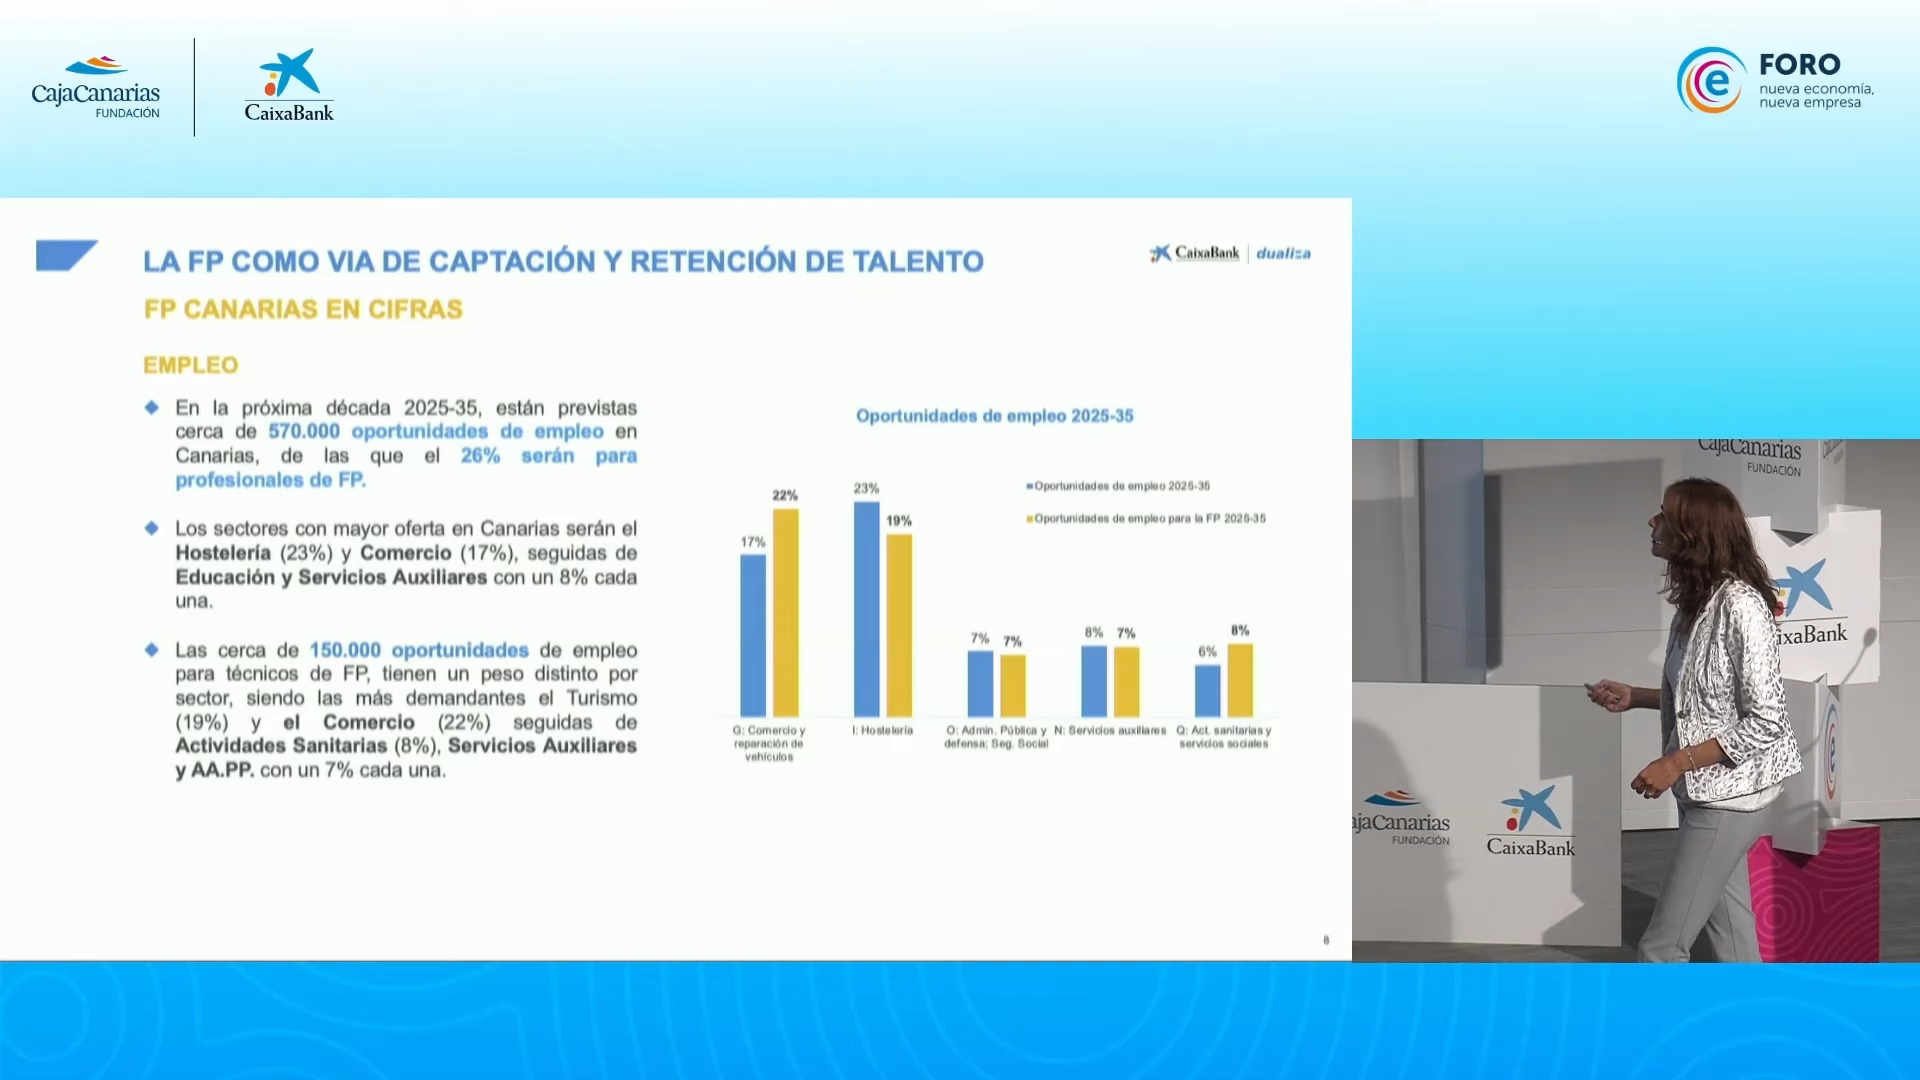 CajaCanarias
FUNDACIÓN
CaixaBank
FORO
nueva economía,
nueva empresa
LA FP COMO VIA DE CAPTACIÓN Y RETENCIÓN DE TALENTO
CaixaBank
dualiza
FP CANARIAS EN CIFRAS
EMPLEO
En la próxima década 2025-35, están previstas
cerca de 570.000 oportunidades de empleo en
Canarias, de las que el 26% serán para
profesionales de FP.
Los sectores con mayor oferta en Canarias serán el
Hostelería (23%) y Comercio (17%), seguidas de
Educación y Servicios Auxiliares con un 8% cada
una.
Las cerca de 150.000 oportunidades de empleo
para técnicos de FP, tienen un peso distinto por
sector, siendo las más demandantes el Turismo
(19%) y el Comercio (22%) seguidas de
Actividades Sanitarias (8%), Servicios Auxiliares
y AA.PP. con un 7% cada una.
Oportunidades de empleo 2025-35
Oportunidades de empleo 2025-35
Oportunidades de empleo para la FP 2025-35
17%
22%
23%
19%
7%
7%
8%
7%
6%
8%
G: Comercio y
reparación de
vehículos
I: Hostelería
O: Admin. Pública y
defensa; Seg. Social
N: Servicios auxiliares
Q: Act. sanitarias y
servicios sociales
8
CajaCanarias
FUNDACIÓN
ixaBank
ajaCanarias
FUNDACIÓN
CaixaBank